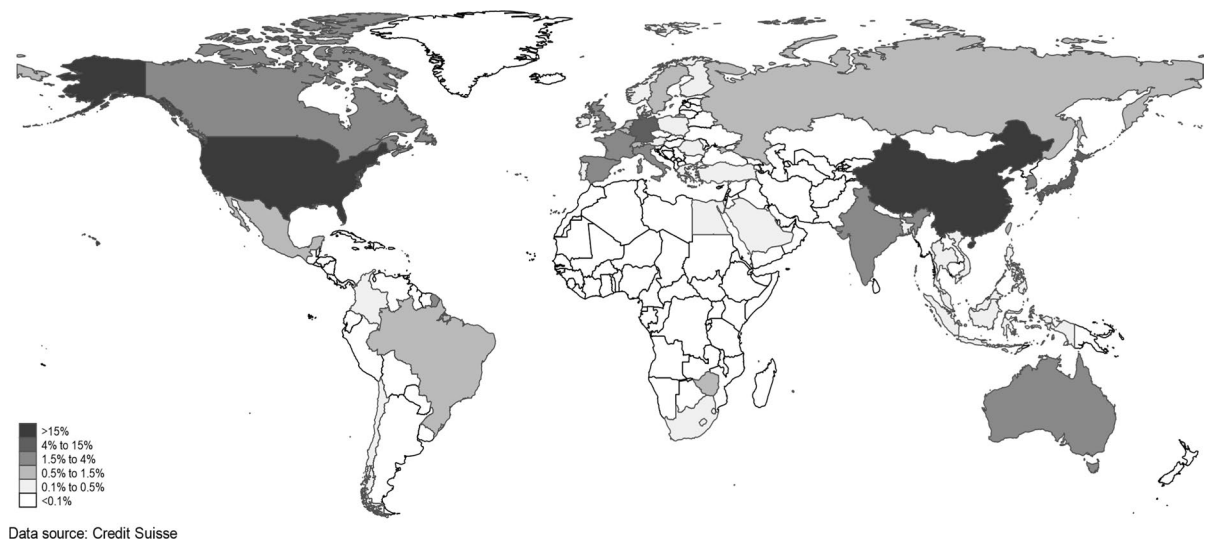 >15%
4% to 15%
1.5% to 4%
0.5% to 1.5%
0.1% to 0.5%
<0.1%
Data source: Credit Suisse